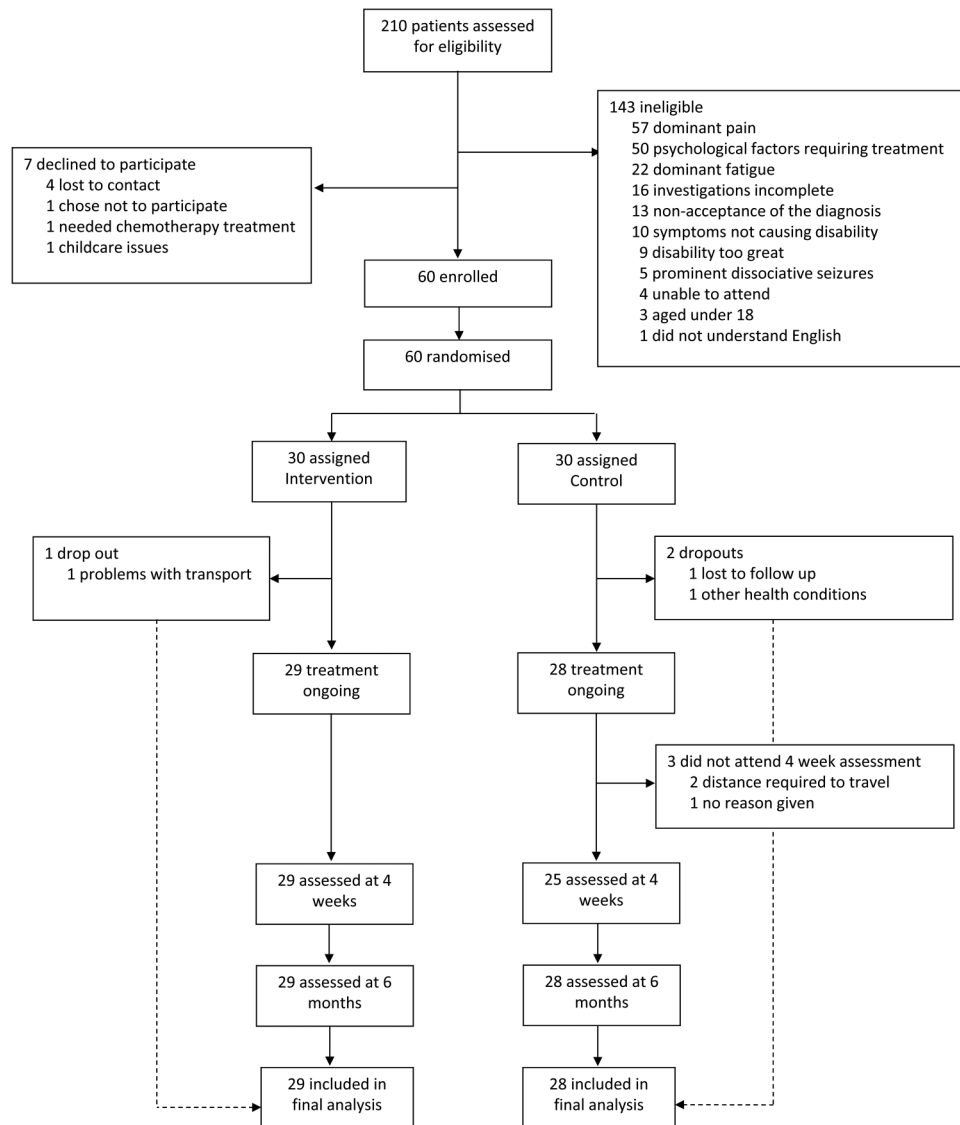 210 patients assessed
for eligibility
143 ineligible
57 dominant pain
50 psychological factors requiring treatment
22 dominant fatigue
16 investigations incomplete
13 non-acceptance of the diagnosis
10 symptoms not causing disability
9 disability too great
5 prominent dissociative seizures
4 unable to attend
3 aged under 18
1 did not understand English
7 declined to participate
4 lost to contact
1 chose not to participate
1 needed chemotherapy treatment
1 childcare issues
60 enrolled
60 randomised
30 assigned
Intervention
30 assigned
Control
1 drop out
1 problems with transport
2 dropouts
1 lost to follow up
1 other health conditions
29 treatment
ongoing
28 treatment
ongoing
3 did not attend 4 week assessment
2 distance required to travel
1 no reason given
29 assessed at 4
weeks
25 assessed at 4
weeks
29 assessed at 6
months
28 assessed at 6
months
29 included in
final analysis
28 included in
final analysis